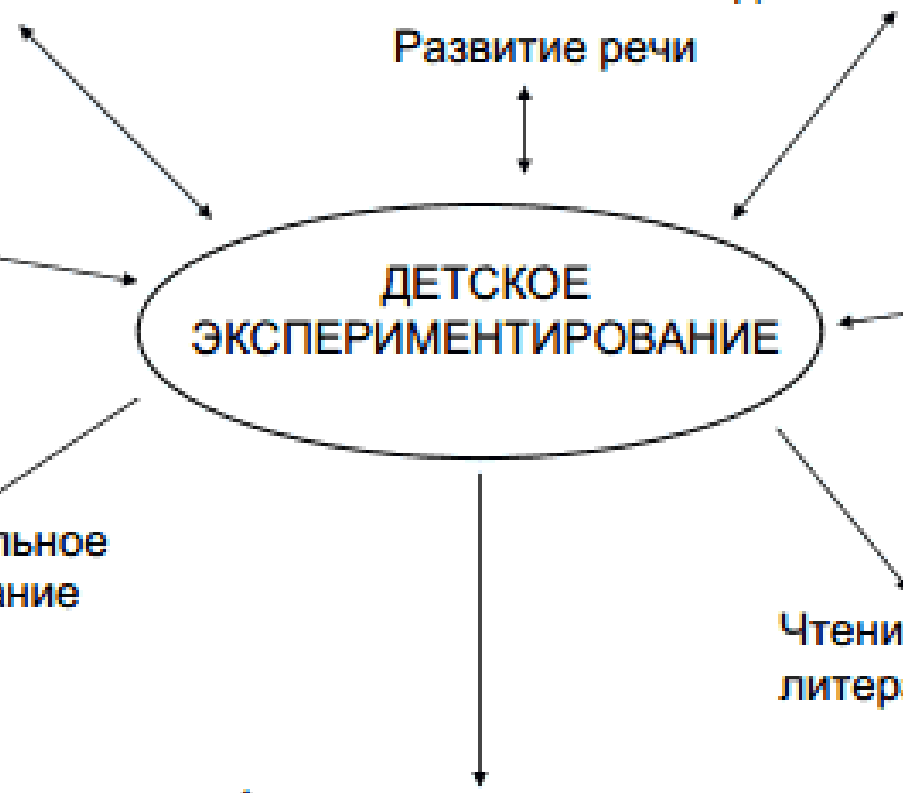 Развитие речи
ДЕТСКОЕ
ЭКСПЕРИМЕНТИРОВАНИЕ
льное
ание
Чтени
литер